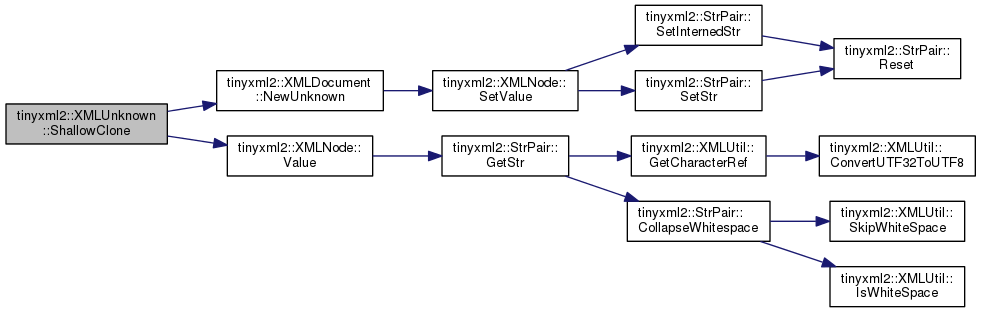 tinyxml2::XMLUnknown
::ShallowClone
tinyxml2::XMLDocument
::NewUnknown
tinyxml2::XMLNode::
SetValue
tinyxml2::StrPair::
SetInternedStr
tinyxml2::StrPair::
SetStr
tinyxml2::StrPair::
Reset
tinyxml2::XMLNode::
Value
tinyxml2::StrPair::
GetStr
tinyxml2::XMLUtil::
GetCharacterRef
tinyxml2::XMLUtil::
ConvertUTF32ToUTF8
tinyxml2::StrPair::
CollapseWhitespace
tinyxml2::XMLUtil::
SkipWhiteSpace
tinyxml2::XMLUtil::
IsWhiteSpace